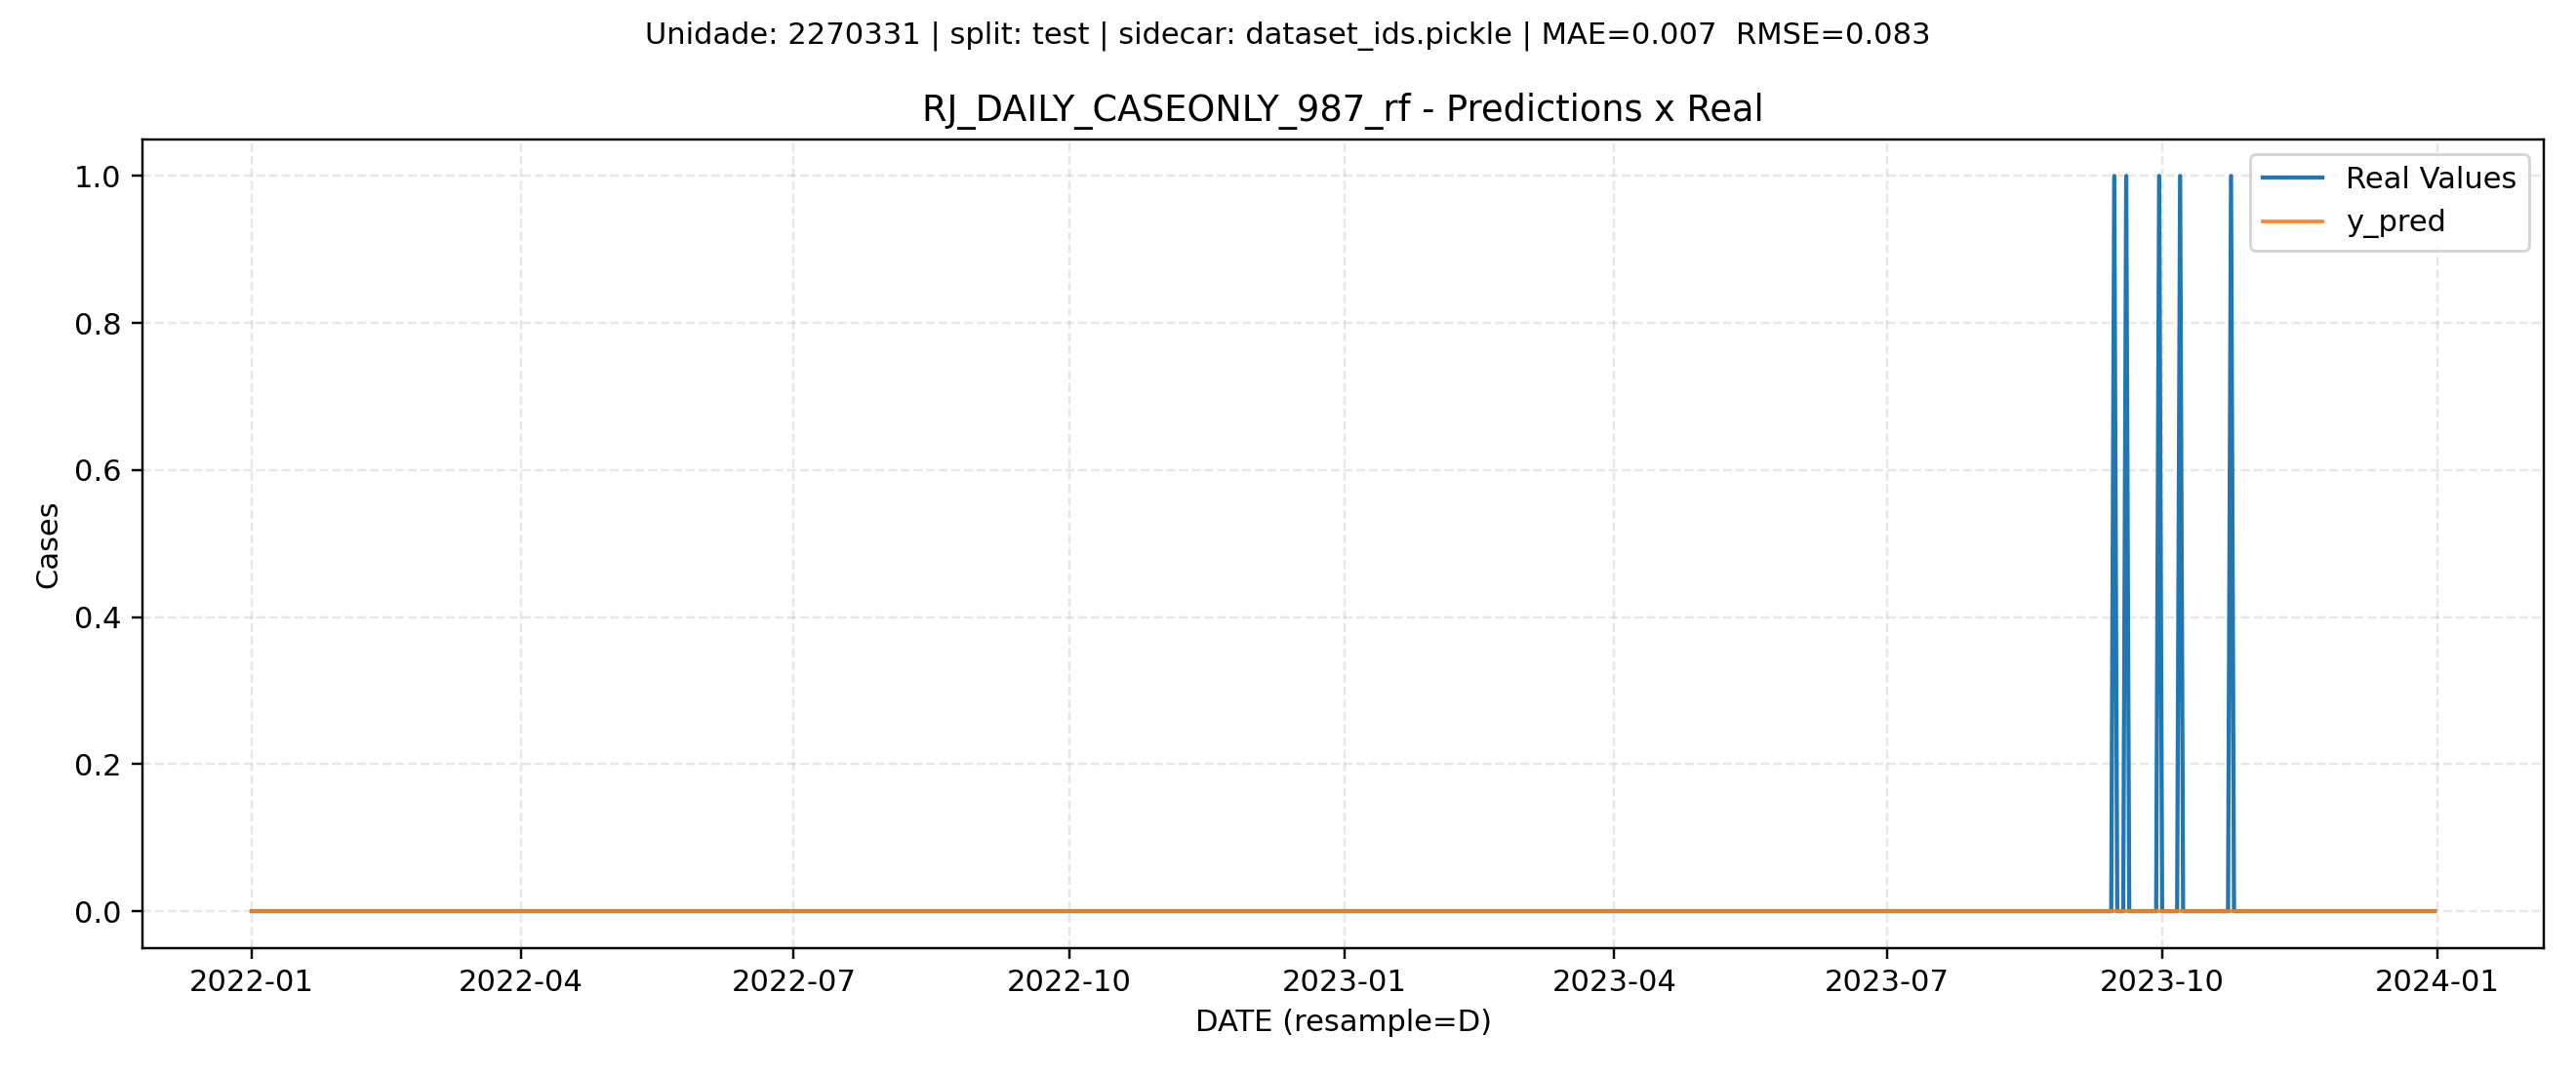 Unidade: 2270331 | split: test | sidecar: dataset_ids.pickle | MAE=0.007  RMSE=0.083
RJ_DAILY_CASEONLY_987_rf - Predictions x Real
Real Values
y_pred
1.0
0.8
0.6
0.4
0.2
0.0
Cases
2022-01
2022-04
2022-07
2022-10
2023-01
2023-04
2023-07
2023-10
2024-01
DATE (resample=D)